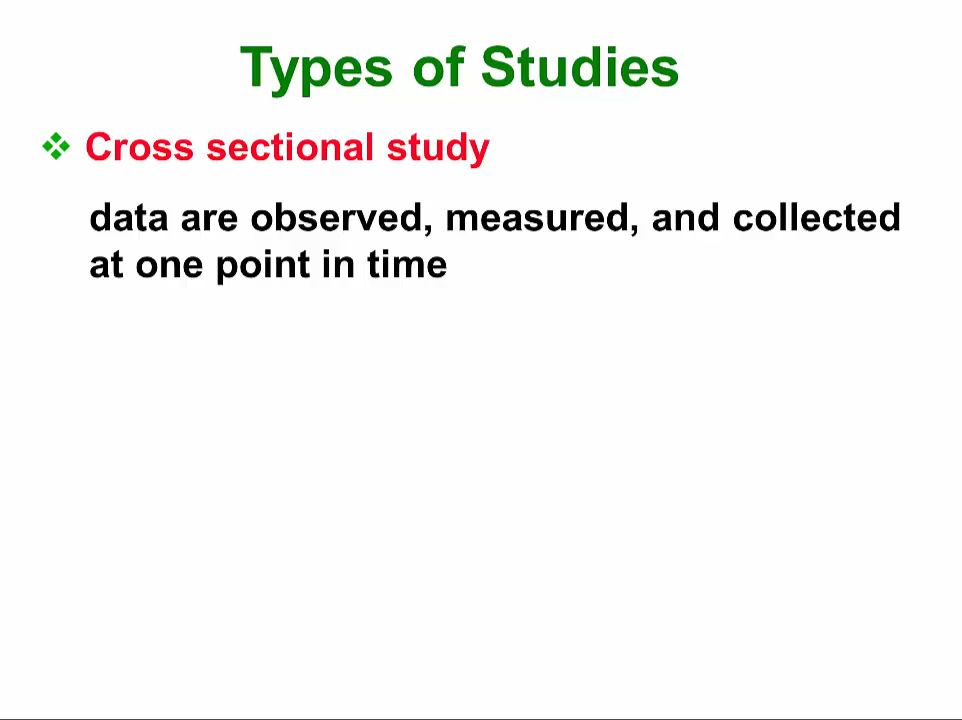 Types of Studies
Cross sectional study
data are observed, measured, and collected
at one point in time